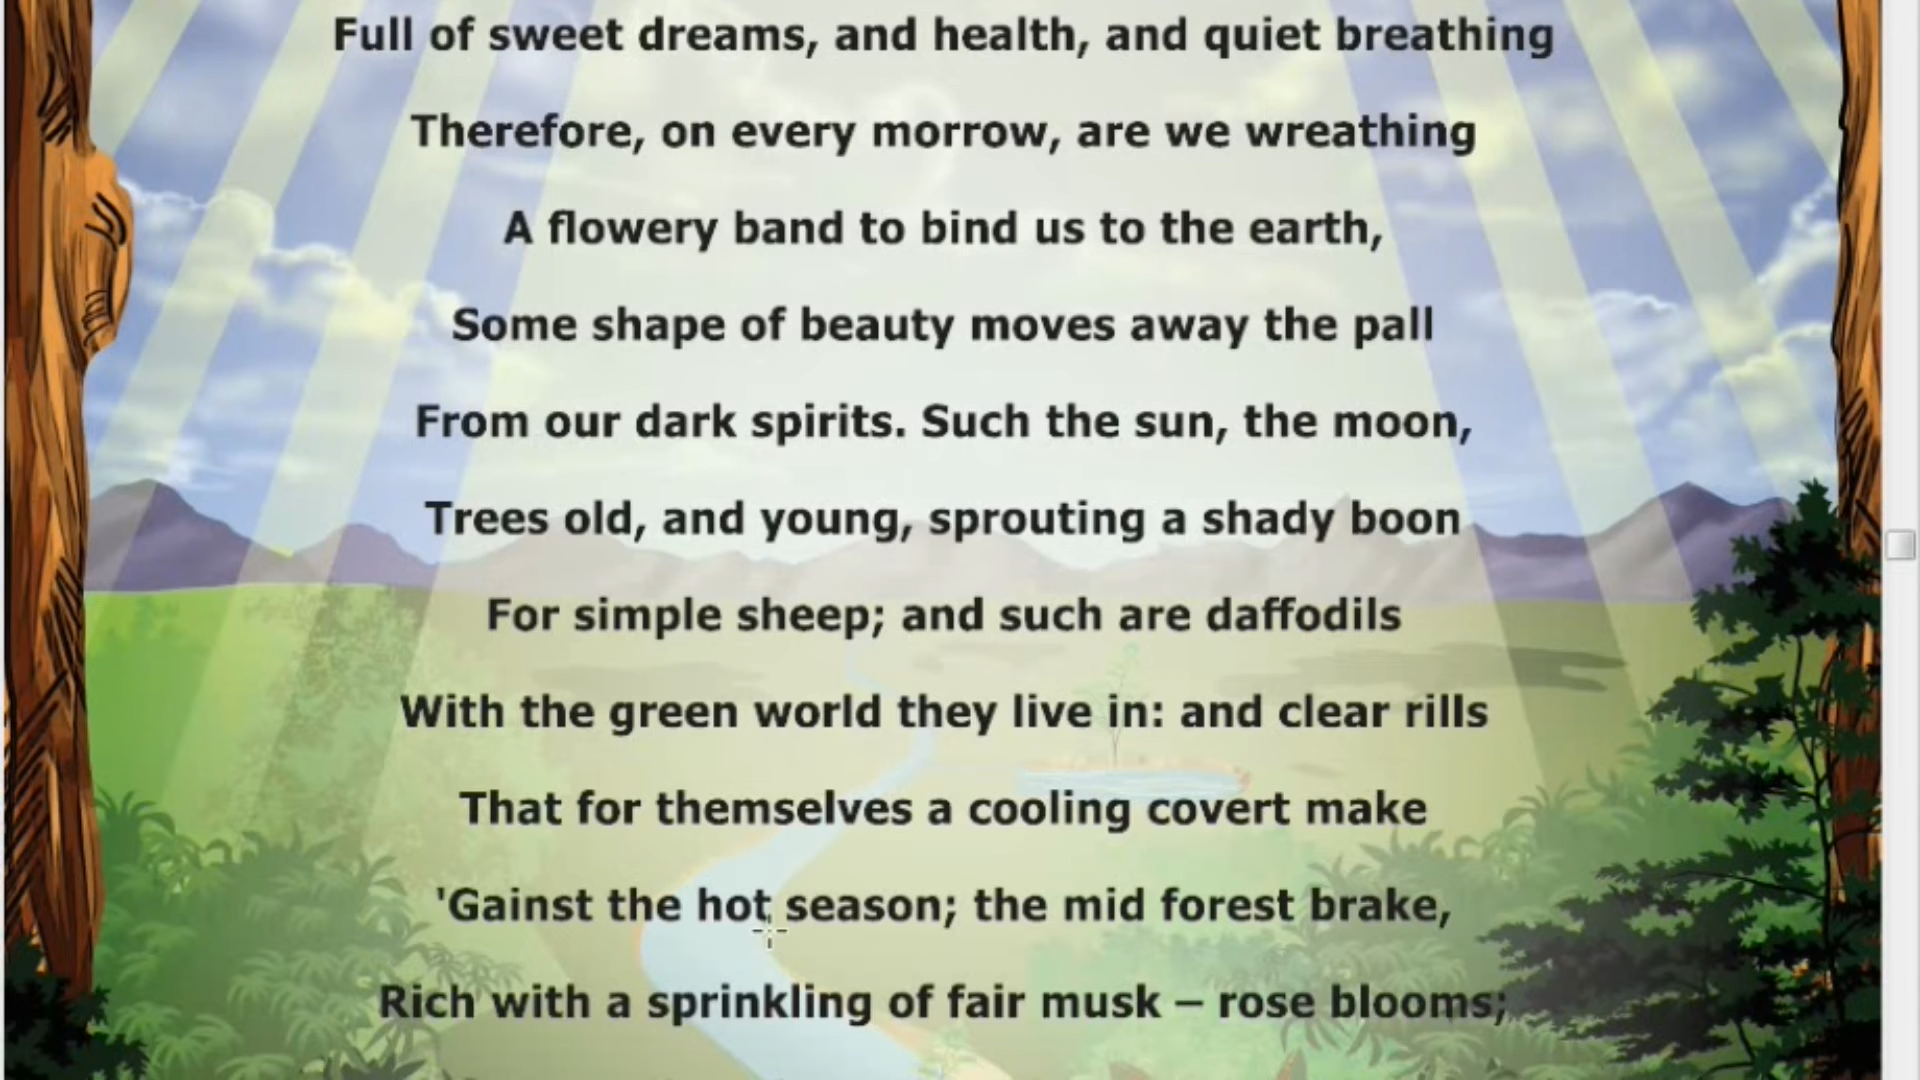 Full of sweet dreams, and health, and quiet breathing
Therefore, on every morrow, are we wreathing
A flowery band to bind us to the earth,
Some shape of beauty moves away the pall
From our dark spirits. Such the sun, the moon,
Trees old, and young, sprouting a shady boon
For simple sheep; and such are daffodils
With the green world they live in: and clear rills
That for themselves a cooling covert make
'Gainst the hot season; the mid forest brake,
Rich with a sprinkling of fair musk – rose blooms;